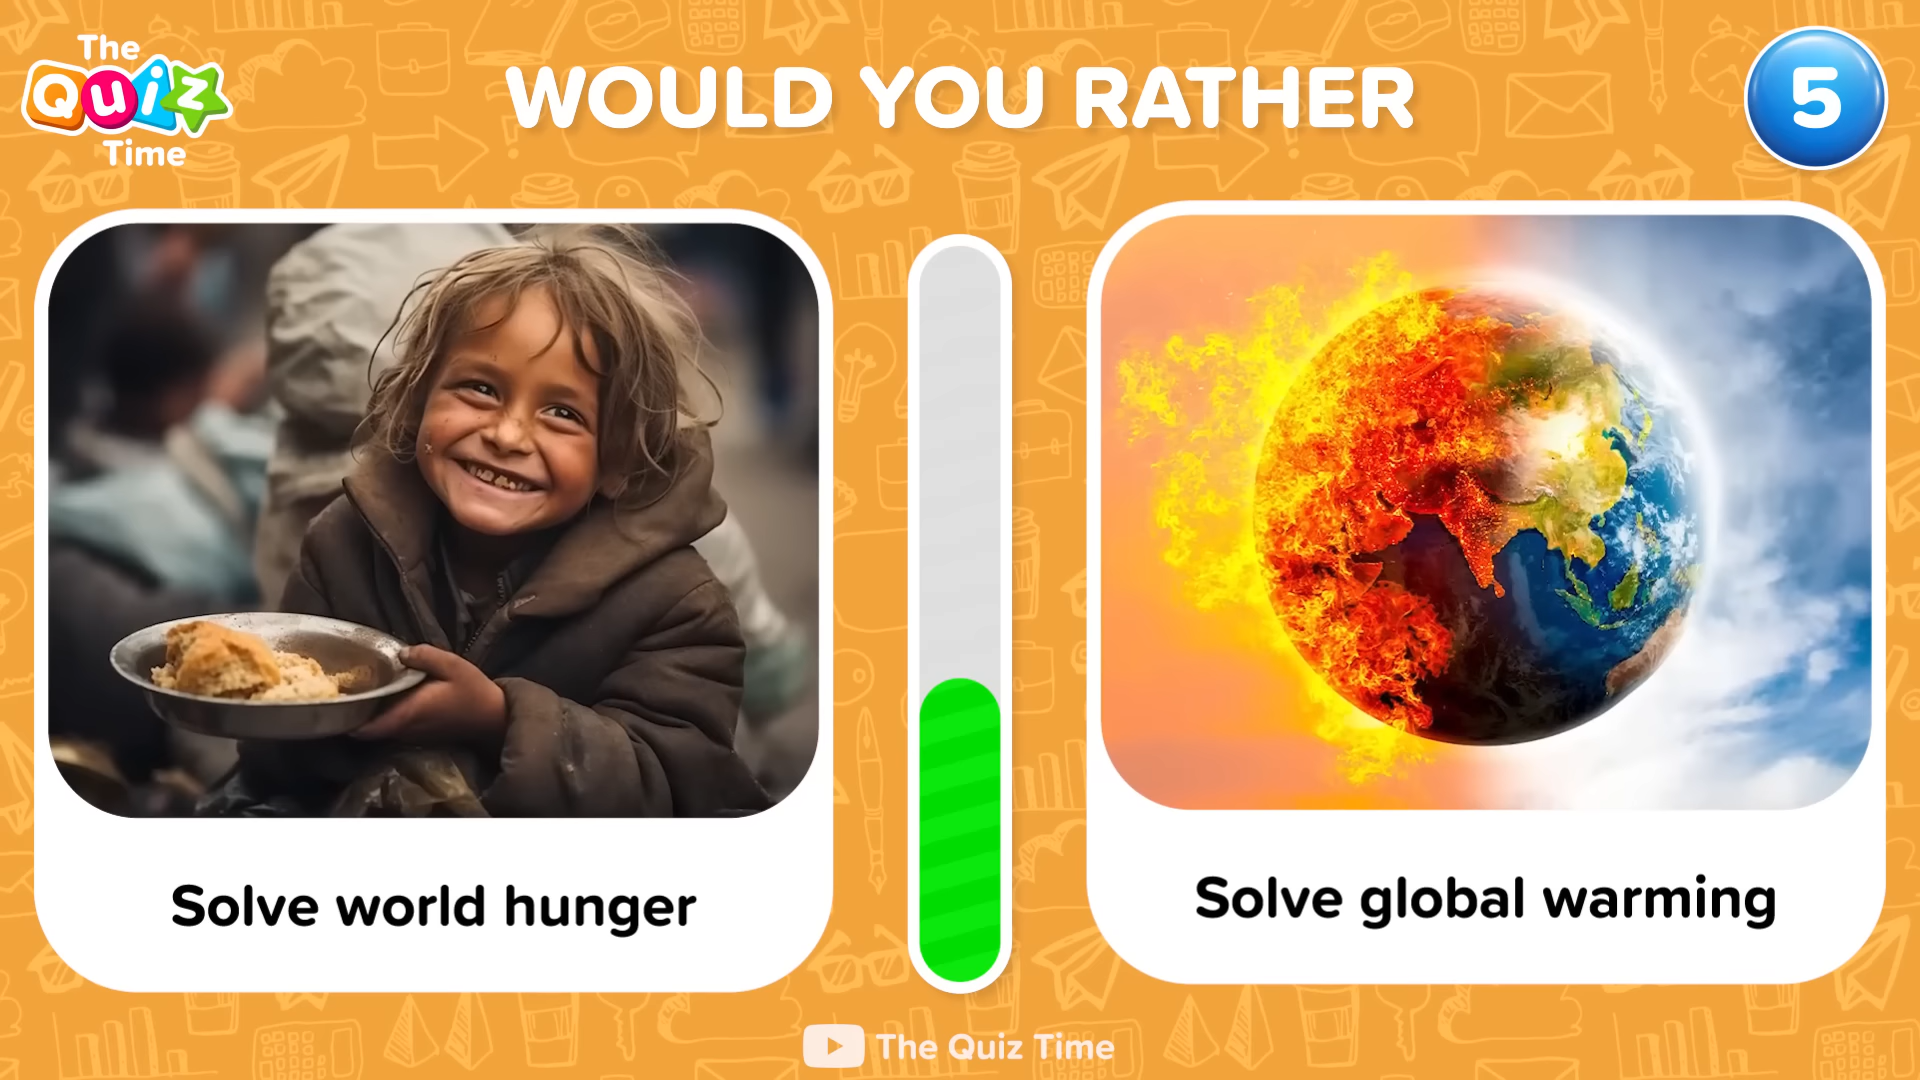 The
Quiz
Time
WOULD YOU RATHER
5
Solve world hunger
Solve global warming
The Quiz Time